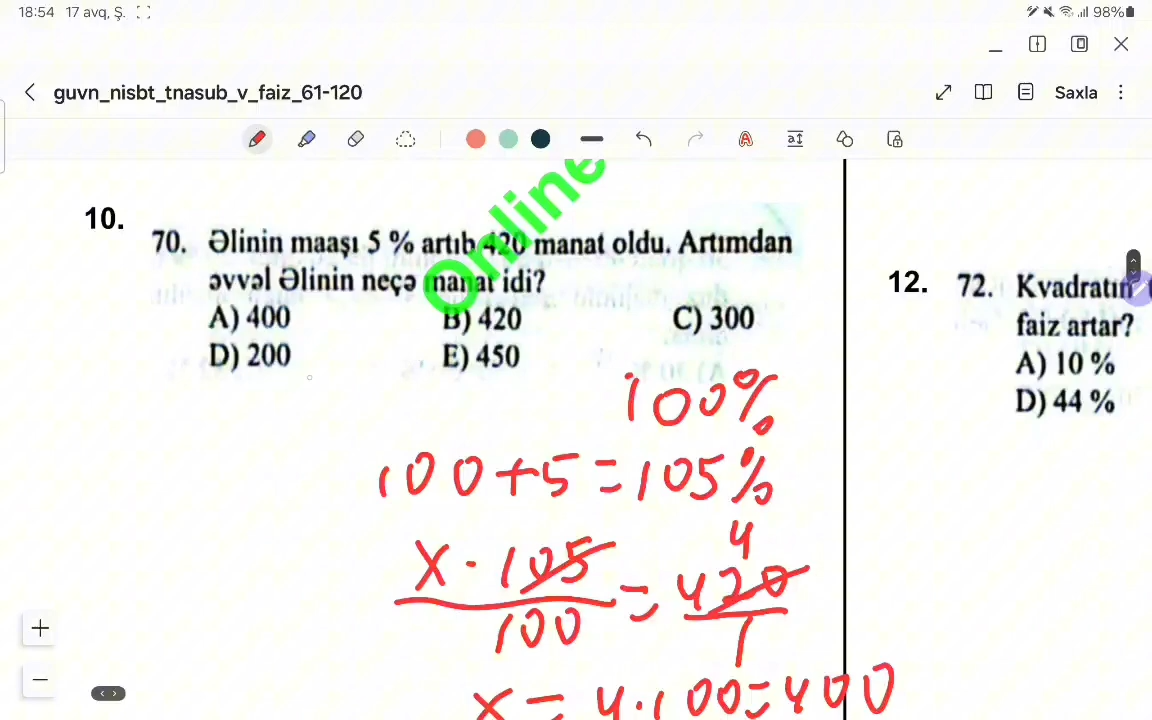 18:54 17 avq, Ş. 98%
guvn_nisbt_tnasub_v_faiz_61-120
Saxla
Online
10.
70. Əlinin maaşı 5 % artıb 420 manat oldu. Artımdan
əvvəl Əlinin neçə manat idi?
A) 400 B) 420 C) 300
D) 200 E) 450
100%
100+5=105%
4
x · 105 = 420
100 1
x = 4·100=400
12. 72. Kvadratın
faiz artar?
A) 10 %
D) 44 %